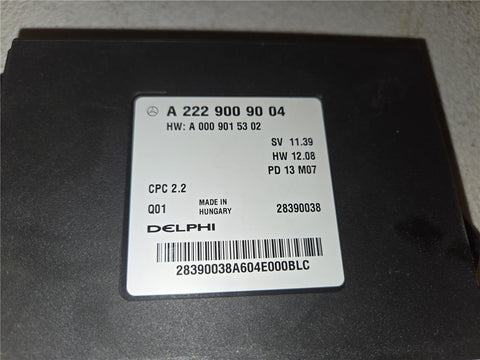 A 222 900 90 04
HW: A 000 901 53 02
SV 11.39
HW 12.08
PD 13 M07
CPC 2.2
Q01 MADE IN HUNGARY 28390038
DELPHI
28390038A604E000BLC